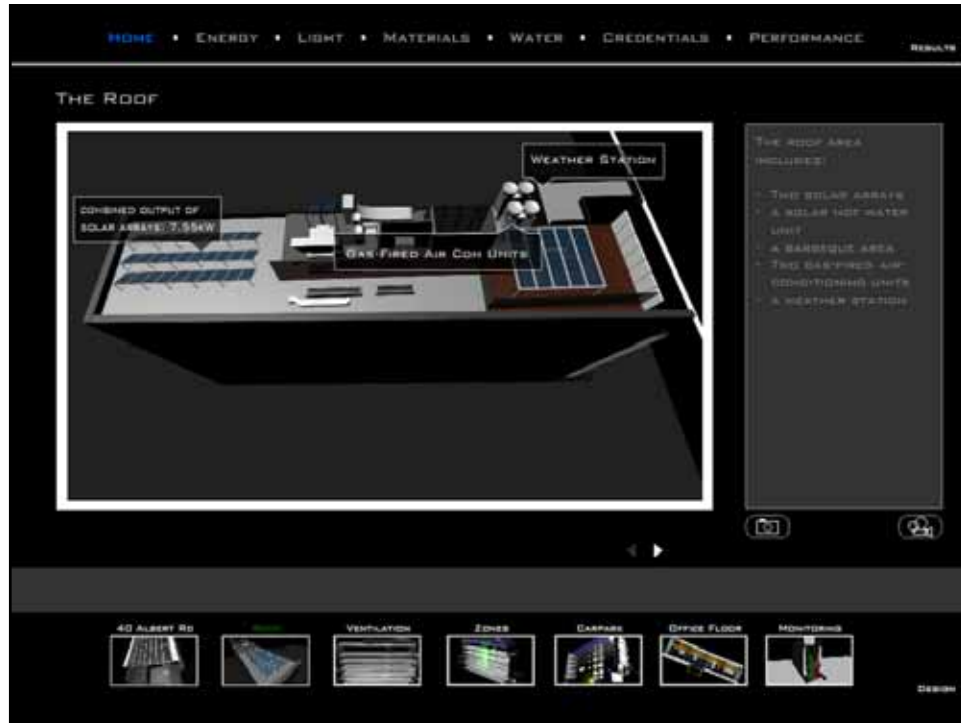 Home • Energy • Light • Materials • Water • Credentials • Performance
Results
The Roof
Weather Station
combined output of
solar arrays: 7.55kW
Gas-Fired Air Con Units
The roof area
includes:
• Two solar arrays
• A solar hot water
unit
• A barbeque area
• Two gas-fired air
conditioning units
• A weather station
40 Albert Rd
Roof
Ventilation
Zones
Carpark
Office Floor
Monitoring
Design